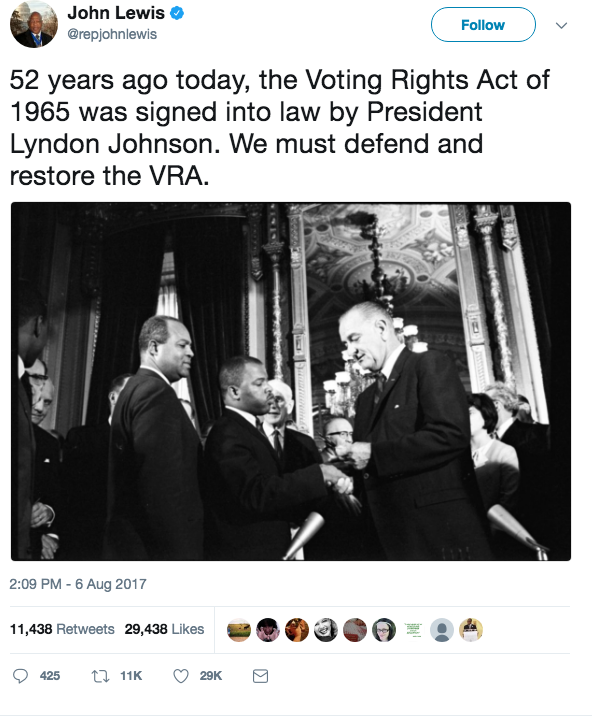 John Lewis
@repjohnlewis
Follow
52 years ago today, the Voting Rights Act of
1965 was signed into law by President
Lyndon Johnson. We must defend and
restore the VRA.
2:09 PM - 6 Aug 2017
11,438 Retweets 29,438 Likes
425 11K 29K